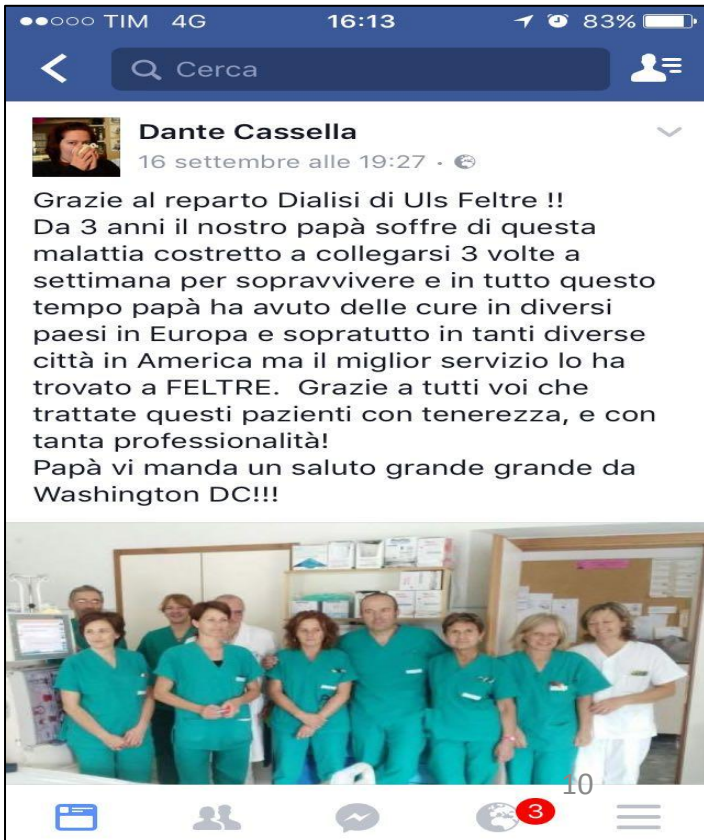 TIM 4G 16:13 83%
Cerca
Dante Cassella
16 settembre alle 19:27 ·
Grazie al reparto Dialisi di Uls Feltre !!
Da 3 anni il nostro papà soffre di questa
malattia costretto a collegarsi 3 volte a
settimana per sopravvivere e in tutto questo
tempo papà ha avuto delle cure in diversi
paesi in Europa e sopratutto in tanti diverse
città in America ma il miglior servizio lo ha
trovato a FELTRE. Grazie a tutti voi che
trattate questi pazienti con tenerezza, e con
tanta professionalità!
Papà vi manda un saluto grande grande da
Washington DC!!!
10
3